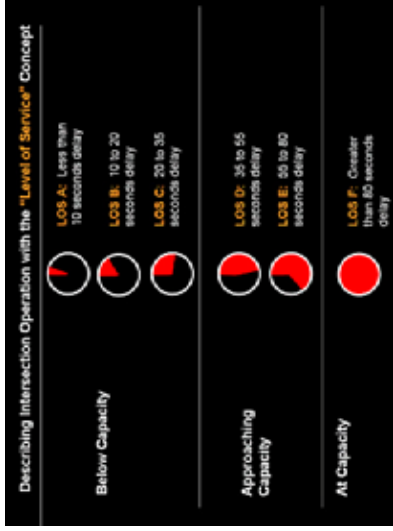 Describing Intersection Operation with the "Level of Service" Concept
Below Capacity
LOS A: Less than
10 seconds delay
LOS B: 10 to 20
seconds delay
LOS C: 20 to 35
seconds delay
Approaching
Capacity
LOS D: 35 to 55
seconds delay
LOS E: 55 to 80
seconds delay
At Capacity
LOS F: Greater
than 80 seconds
delay